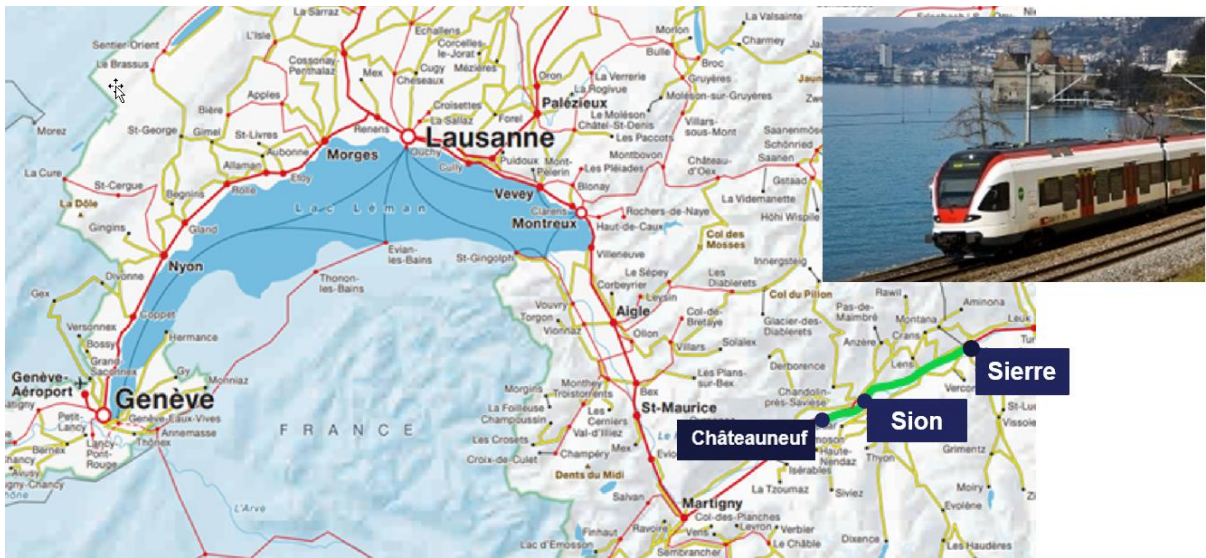 La Sarraz
Echallens
Morlon
La Valsainte
Sentier-Orient
L'Isle
Corcelles-
le-Jorat
Bulle
Charmey
Le Brassus
Cossonay-
Penthalaz
Mex
Cugy
Mézières
Broc
Cheseaux
Oron
La Verrerie
Gruyères
Apples
La Rogivue
Moléson-sur-Gruyères
Bière
Croisettes
Palézieux
Morez
St-George
Gimel
St-Livres
Renens
La Sallaz
Forel
Le Moléson
Châtel-St-Denis
Villars-
sous-Mont
Lausanne
Les Paccots
Saanenmöser
Aubonne
Morges
Ouchy
Puidoux
Mont-
Pèlerin
Montbovon
Schönried
La Cure
Allaman
Cully
Les Pléiades
Château-
d'Oex
Saanen
St-Cergue
Rolle
Etoy
Vevey
Blonay
Gstaad
Begnins
La Dôle
Lac Léman
Clarens
Rochers-de-Naye
La Videmanette
Gingins
Gland
Montreux
Haut-de-Caux
Höhi Wispile
Col des
Mosses
Nyon
Evian-
les-Bains
St-Gingolph
Villeneuve
Innergsteig
Divonne
Thonon-
les-Bains
Le Sépey
Les
Diablerets
Gex
Corbeyrier
Leysin
Col du Pillon
Rawil
Aminona
Coppet
Vouvry
Torgon
Aigle
Col-de-
Bretaye
Glacier-des-
Diablerets
Pas-de-
Maimbré
Montana
Versonnex
Hermance
Vionnaz
Ollon
Crans
Leuk
Bossy
Villars
Solalex
Anzère
Grand-
Saconnex
Gy
Les Plans-
sur-Bex
Derborence
Lens
Sierre
Genève-
Aéroport
Monniaz
Morgins
Monthey
Bex
Chandolin-
près-Savièse
Genève
Troistorrents
St-Maurice
Petit-
Lancy
Genève-Eaux-Vives
La Foilleuse
Les
Cerniers
Sion
Annemasse
FRANCE
Champoussin
Val-d'Illiez
Châteauneuf
Bernex
Lancy-
Pont-
Rouge
Thônex
Les Crosets
Champéry
Mex
Haute-
Nendaz
Grimentz
Avusy
Croix-de-Culet
Dents du Midi
Isérables
Thyon
La Tzoumaz
Siviez
Moiry
L'Arve
Salvan
Martigny
Evolène
Col-des-Planches
Finhaut
Ravoire
Levron
Verbier
Dixence
Lac d'Emosson
Sembrancher
Le Châble
Les Haudères